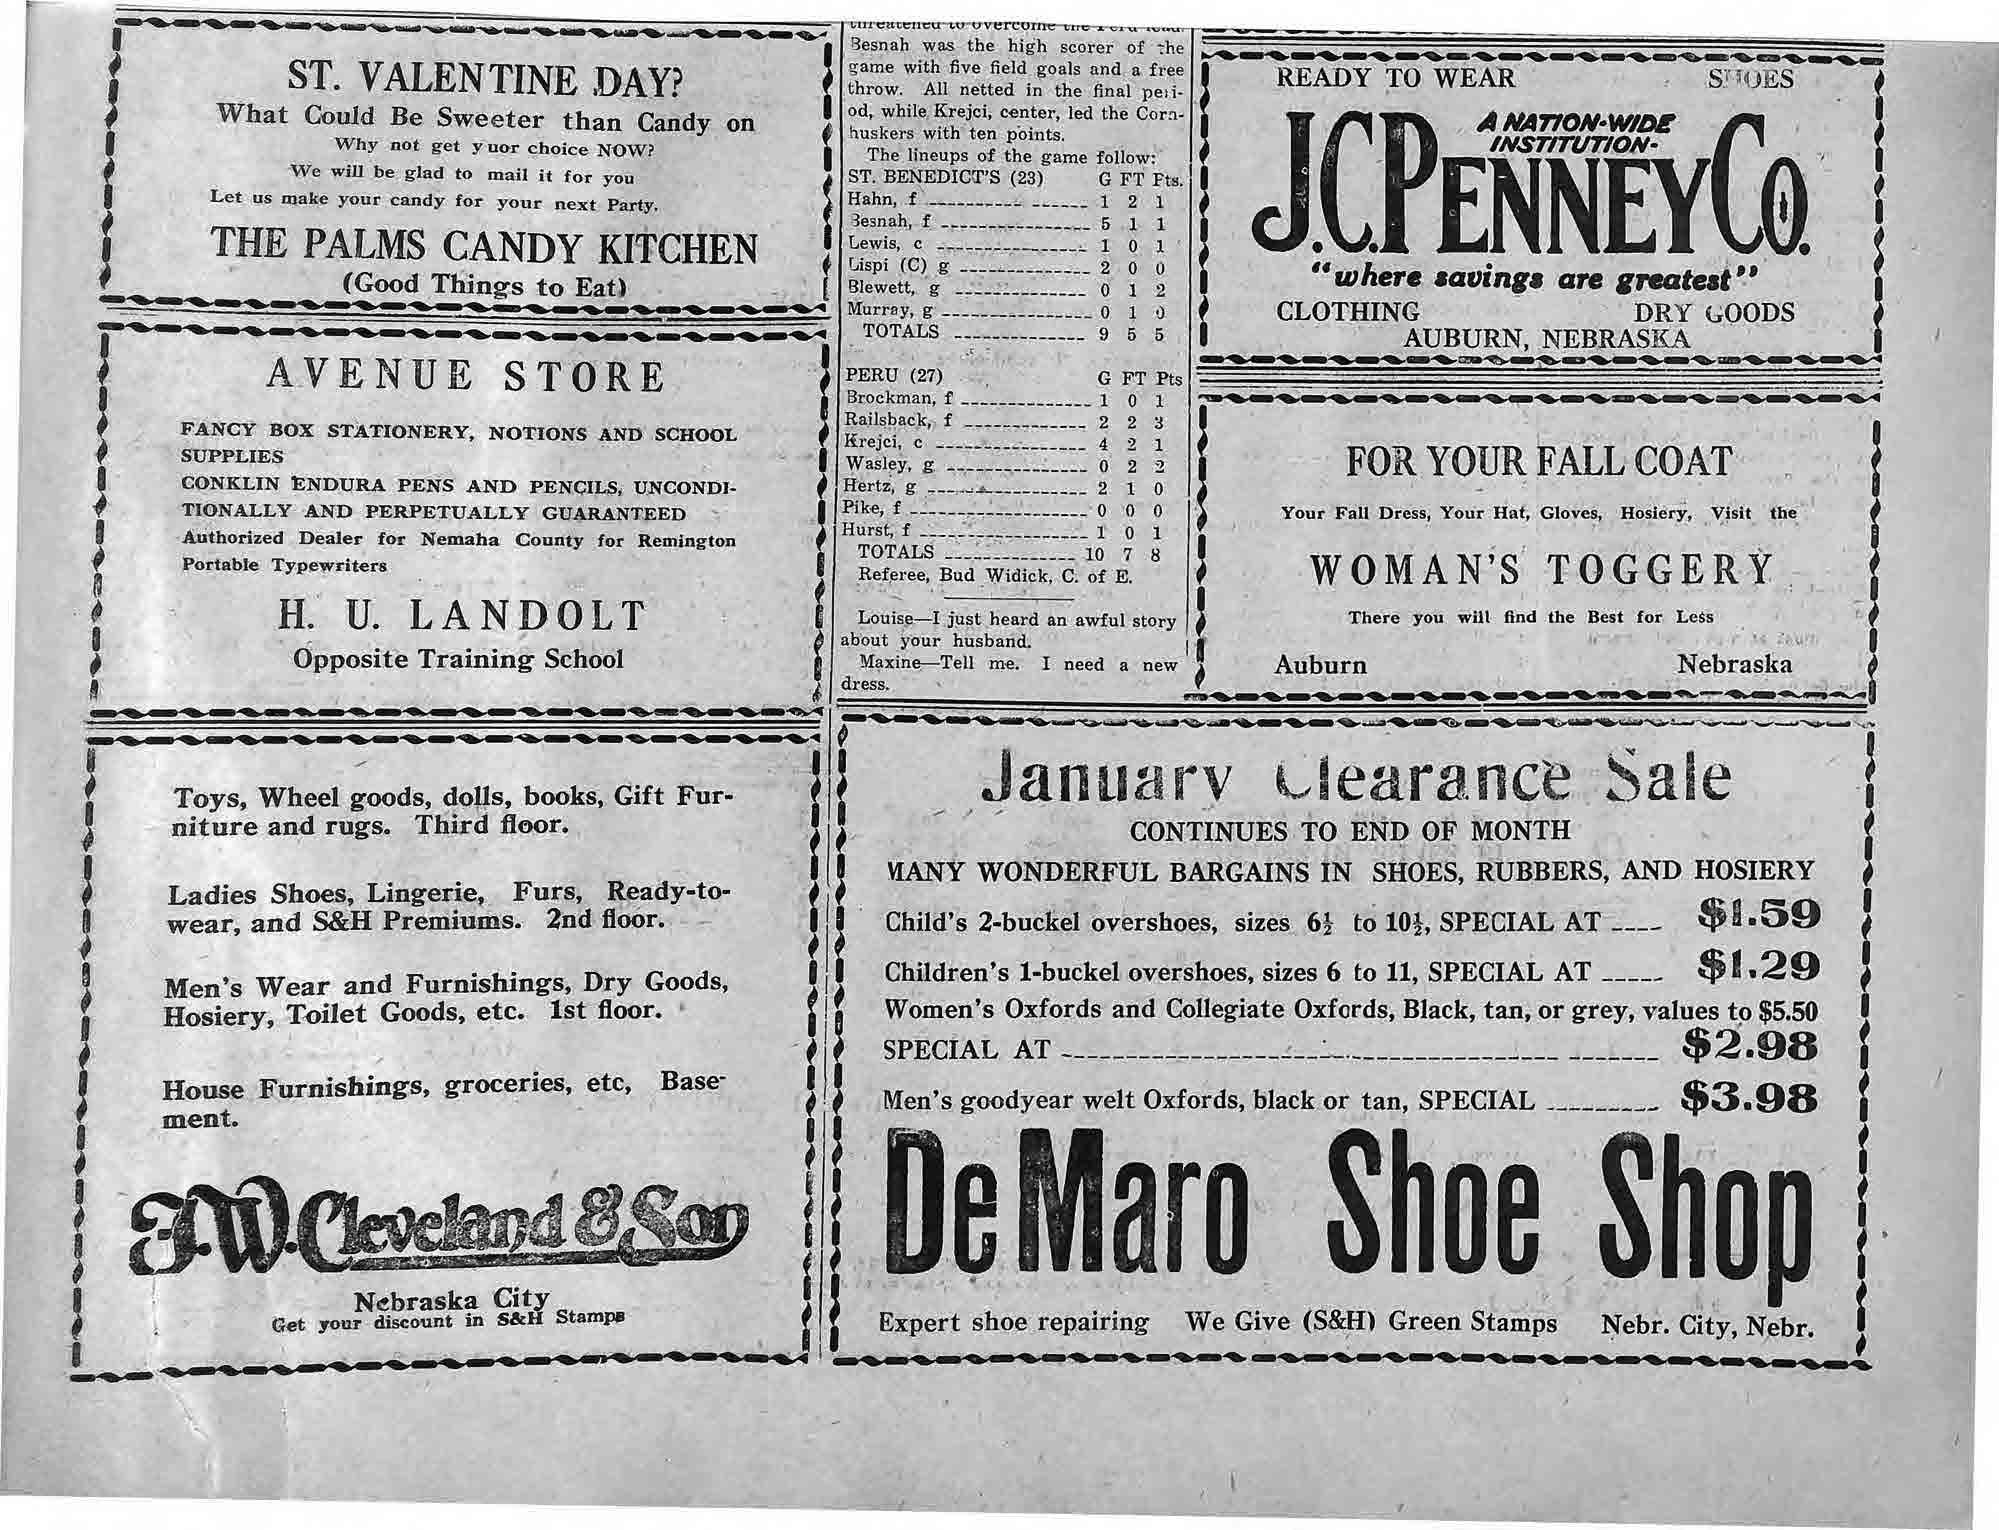 ST. VALENTINE DAY?
What Could Be Sweeter than Candy on
Why not get yuor choice NOW?
We will be glad to mail it for you
Let us make your candy for your next Party.
THE PALMS CANDY KITCHEN
(Good Things to Eat)
AVENUE STORE
FANCY BOX STATIONERY, NOTIONS AND SCHOOL
SUPPLIES
CONKLIN ENDURA PENS AND PENCILS, UNCONDI-
TIONALLY AND PERPETUALLY GUARANTEED
Authorized Dealer for Nemaha County for Remington
Portable Typewriters
H. U. LANDOLT
Opposite Training School
Toys, Wheel goods, dolls, books, Gift Fur-
niture and rugs. Third floor.
Ladies Shoes, Lingerie, Furs, Ready-to-
wear, and S&H Premiums. 2nd floor.
Men's Wear and Furnishings, Dry Goods,
Hosiery, Toilet Goods, etc. 1st floor.
House Furnishings, groceries, etc, Base-
ment.
F.W. Cleveland & Son
Nebraska City
Get your discount in S&H Stamps
threatened to overcome the Peru lead.
Besnah was the high scorer of the
game with five field goals and a free
throw. All netted in the final peri-
od, while Krejci, center, led the Corn-
huskers with ten points.
The lineups of the game follow:
ST. BENEDICT'S (23) G FT Pts.
Hahn, f 1 2 1
Besnah, f 5 1 1
Lewis, c 1 0 1
Lispi (C) g 2 0 0
Blewett, g 0 1 2
Murray, g 0 1 0
TOTALS 9 5 5
PERU (27) G FT Pts
Brockman, f 1 0 1
Railsback, f 2 2 3
Krejci, c 4 2 1
Wasley, g 0 2 2
Hertz, g 2 1 0
Pike, f 0 0 0
Hurst, f 1 0 1
TOTALS 10 7 8
Referee, Bud Widick, C. of E.
Louise—I just heard an awful story
about your husband.
Maxine—Tell me. I need a new
dress.
READY TO WEAR SHOES
A NATION-WIDE
INSTITUTION-
J.C.PENNEY CO.
"where savings are greatest"
CLOTHING DRY GOODS
AUBURN, NEBRASKA
FOR YOUR FALL COAT
Your Fall Dress, Your Hat, Gloves, Hosiery, Visit the
WOMAN'S TOGGERY
There you will find the Best for Less
Auburn Nebraska
January Clearance Sale
CONTINUES TO END OF MONTH
MANY WONDERFUL BARGAINS IN SHOES, RUBBERS, AND HOSIERY
Child's 2-buckel overshoes, sizes 6½ to 10½, SPECIAL AT ---- $1.59
Children's 1-buckel overshoes, sizes 6 to 11, SPECIAL AT ----- $1.29
Women's Oxfords and Collegiate Oxfords, Black, tan, or grey, values to $5.50
SPECIAL AT ---- $2.98
Men's goodyear welt Oxfords, black or tan, SPECIAL --------- $3.98
DeMaro Shoe Shop
Expert shoe repairing We Give (S&H) Green Stamps Nebr. City, Nebr.